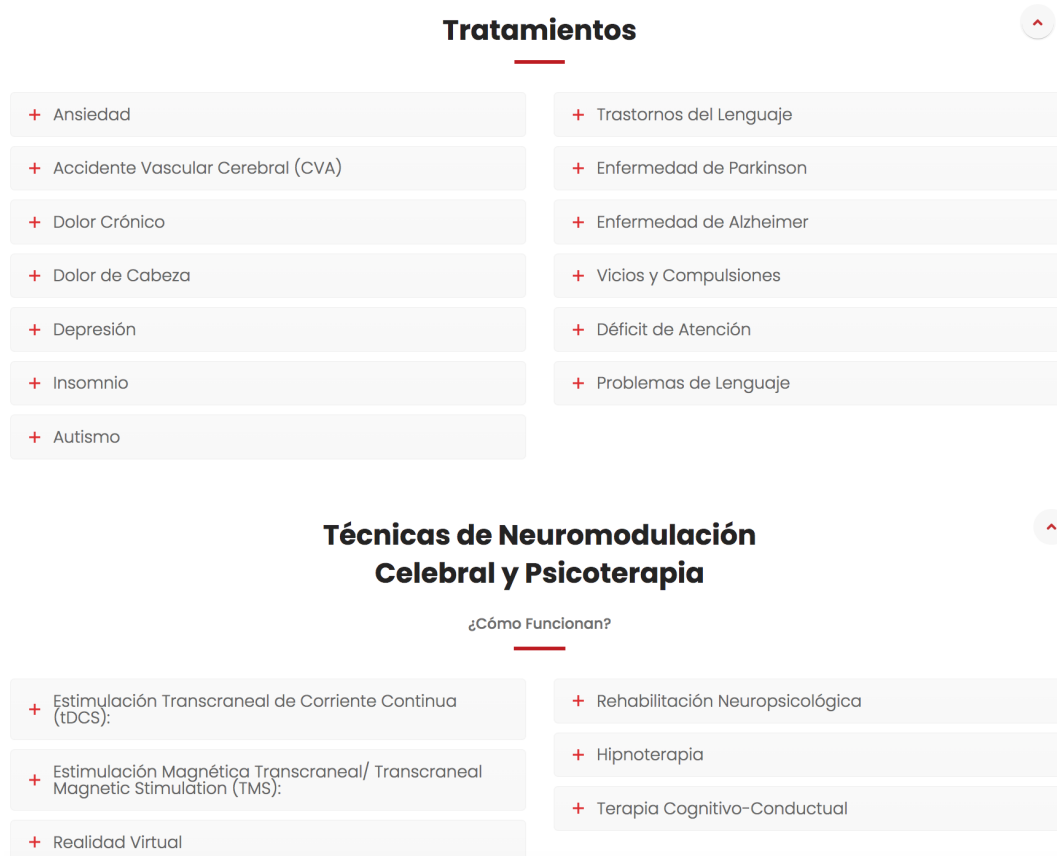 Tratamientos
Ansiedad
Accidente Vascular Cerebral (CVA)
Dolor Crónico
Dolor de Cabeza
Depresión
Insomnio
Autismo
Trastornos del Lenguaje
Enfermedad de Parkinson
Enfermedad de Alzheimer
Vicios y Compulsiones
Déficit de Atención
Problemas de Lenguaje
Técnicas de Neuromodulación
Celebral y Psicoterapia
¿Cómo Funcionan?
Estimulación Transcraneal de Corriente Continua
(tDCS):
Estimulación Magnética Transcraneal/ Transcraneal
Magnetic Stimulation (TMS):
Realidad Virtual
Rehabilitación Neuropsicológica
Hipnoterapia
Terapia Cognitivo-Conductual